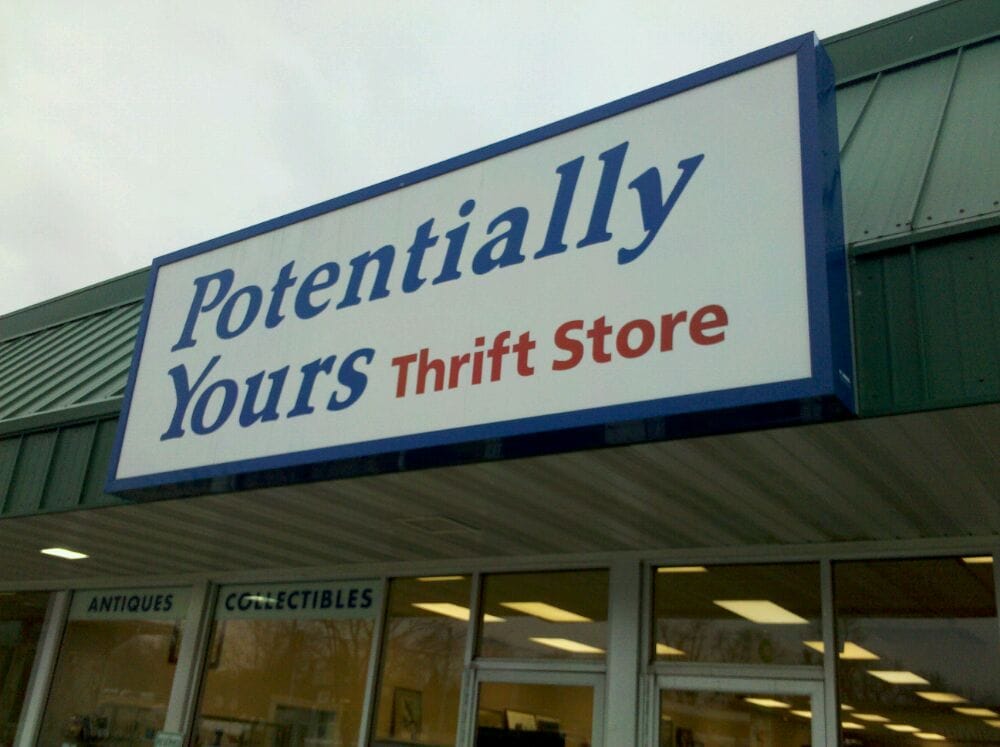 Potentially
Yours Thrift Store
ANTIQUES
COLLECTIBLES